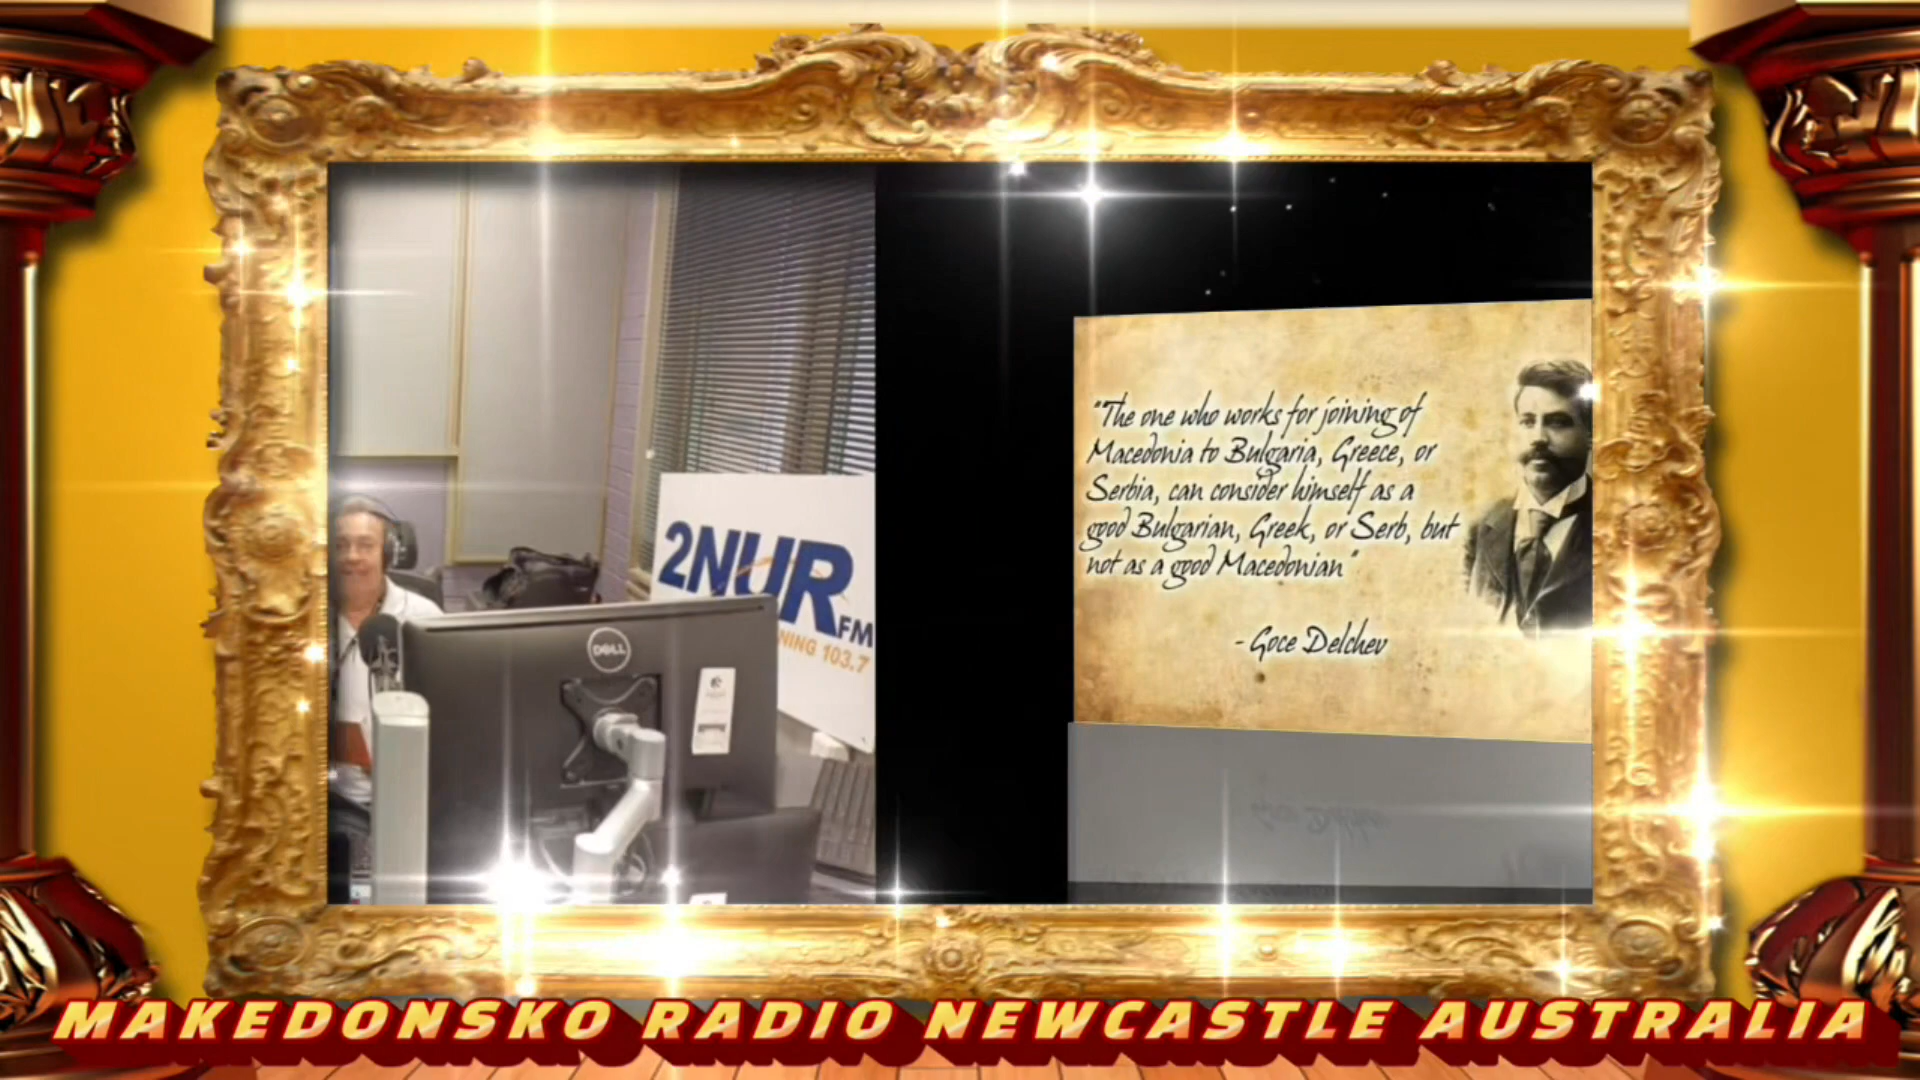 2NUR FM
NING 103.7
DELL
"The one who works for joining of
Macedonia to Bulgaria, Greece, or
Serbia, can consider himself as a
good Bulgarian, Greek, or Serb, but
not as a good Macedonian"
- Goce Delchev
MAKEDONSKO RADIO NEWCASTLE AUSTRALIA